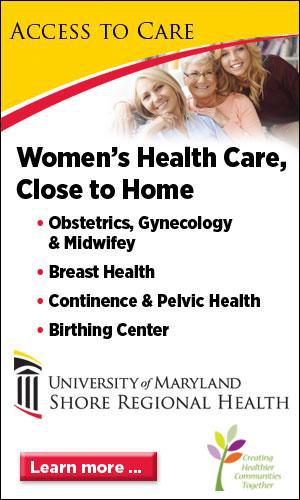 ACCESS TO CARE
Women's Health Care,
Close to Home
• Obstetrics, Gynecology
& Midwifey
• Breast Health
• Continence & Pelvic Health
• Birthing Center
UNIVERSITY of MARYLAND
SHORE REGIONAL HEALTH
Creating
Healthier
Communities
Together
Learn more ...